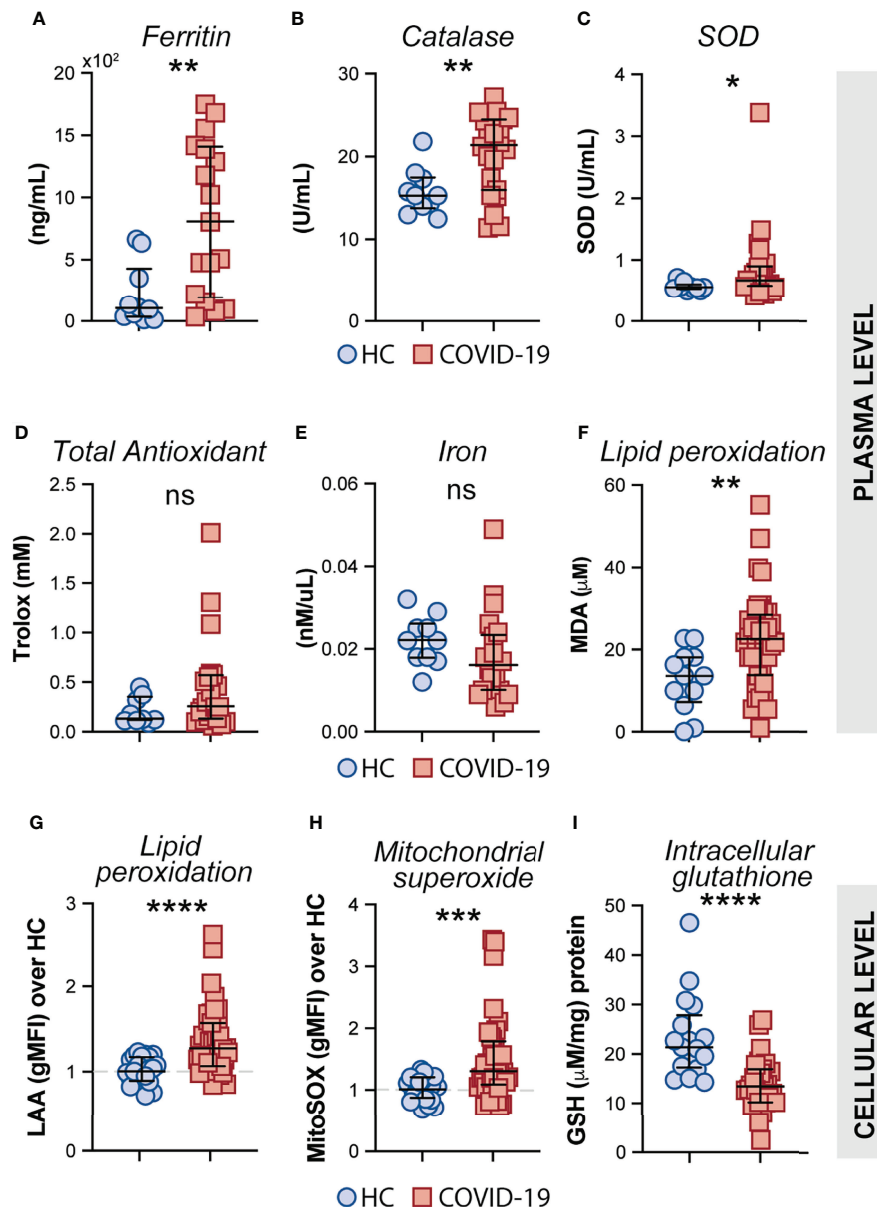 A
Ferritin
**
x10²
20
15
10
5
0
(ng/mL)
B
Catalase
**
30
20
10
0
(U/mL)
C
SOD
*
4
3
2
1
0
SOD (U/mL)
HC COVID-19
PLASMA LEVEL
D
Total Antioxidant
ns
2.5
2.0
1.5
1.0
0.5
0.0
Trolox (mM)
E
Iron
ns
0.06
0.04
0.02
0.00
(nM/uL)
F
Lipid peroxidation
**
60
40
20
0
MDA (μM)
HC COVID-19
G
Lipid
peroxidation
****
3
2
1
0
LAA (gMFI) over HC
H
Mitochondrial
superoxide
***
4
3
2
1
0
MitoSOX (gMFI) over HC
I
Intracellular
glutathione
****
50
40
30
20
10
0
GSH (μM/mg) protein
CELLULAR LEVEL
HC COVID-19